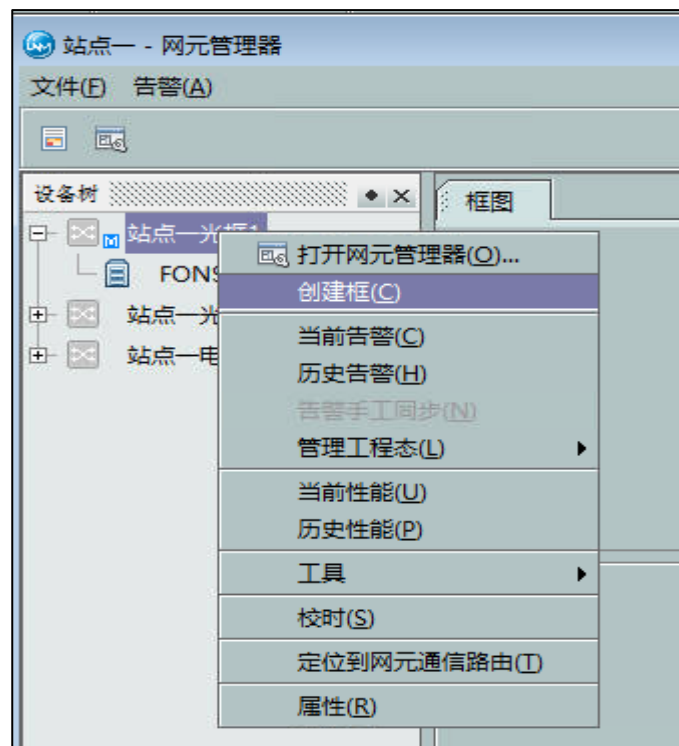 站点一 - 网元管理器
文件(F) 告警(A)
设备树
框图
站点一光框1
打开网元管理器(O)...
FONS
创建框(C)
站点一光
当前告警(C)
站点一电
历史告警(H)
告警手工同步(N)
管理工程态(L)
当前性能(U)
历史性能(P)
工具
校时(S)
定位到网元通信路由(T)
属性(R)